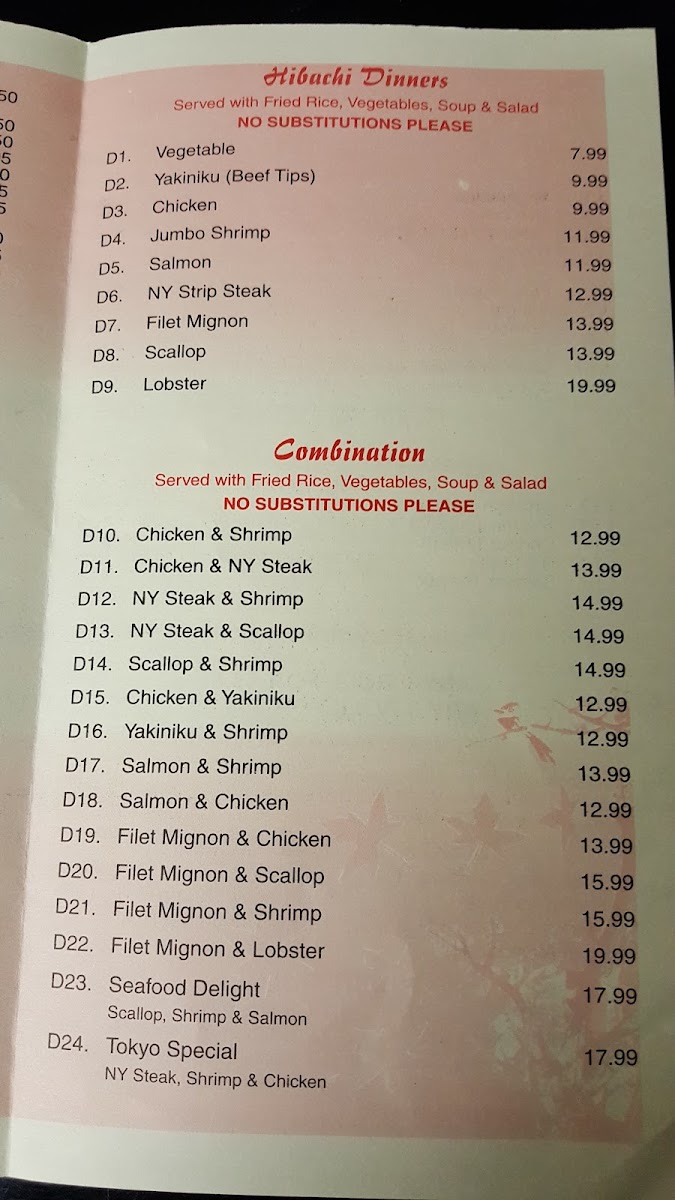 50
50
50
5
0
5
5
Hibachi Dinners
Served with Fried Rice, Vegetables, Soup & Salad
NO SUBSTITUTIONS PLEASE
D1. Vegetable 7.99
D2. Yakiniku (Beef Tips) 9.99
D3. Chicken 9.99
D4. Jumbo Shrimp 11.99
D5. Salmon 11.99
D6. NY Strip Steak 12.99
D7. Filet Mignon 13.99
D8. Scallop 13.99
D9. Lobster 19.99
Combination
Served with Fried Rice, Vegetables, Soup & Salad
NO SUBSTITUTIONS PLEASE
D10. Chicken & Shrimp 12.99
D11. Chicken & NY Steak 13.99
D12. NY Steak & Shrimp 14.99
D13. NY Steak & Scallop 14.99
D14. Scallop & Shrimp 14.99
D15. Chicken & Yakiniku 12.99
D16. Yakiniku & Shrimp 12.99
D17. Salmon & Shrimp 13.99
D18. Salmon & Chicken 12.99
D19. Filet Mignon & Chicken 13.99
D20. Filet Mignon & Scallop 15.99
D21. Filet Mignon & Shrimp 15.99
D22. Filet Mignon & Lobster 19.99
D23. Seafood Delight 17.99
Scallop, Shrimp & Salmon
D24. Tokyo Special 17.99
NY Steak, Shrimp & Chicken